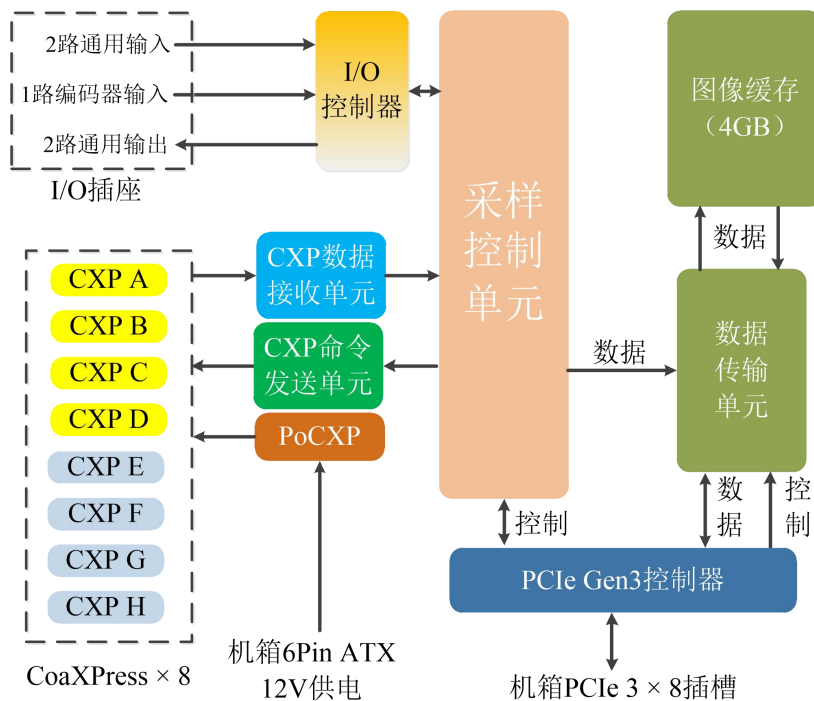 2路通用输入
1路编码器输入
2路通用输出
I/O插座
I/O
控制器
采样
控制
单元
图像缓存
（4GB）
数据
CXP A
CXP B
CXP C
CXP D
CXP E
CXP F
CXP G
CXP H
CoaXPress × 8
CXP数据
接收单元
CXP命令
发送单元
PoCXP
机箱6Pin ATX
12V供电
数据
数据
传输
单元
控制
数据
控制
PCIe Gen3控制器
机箱PCIe 3 × 8插槽